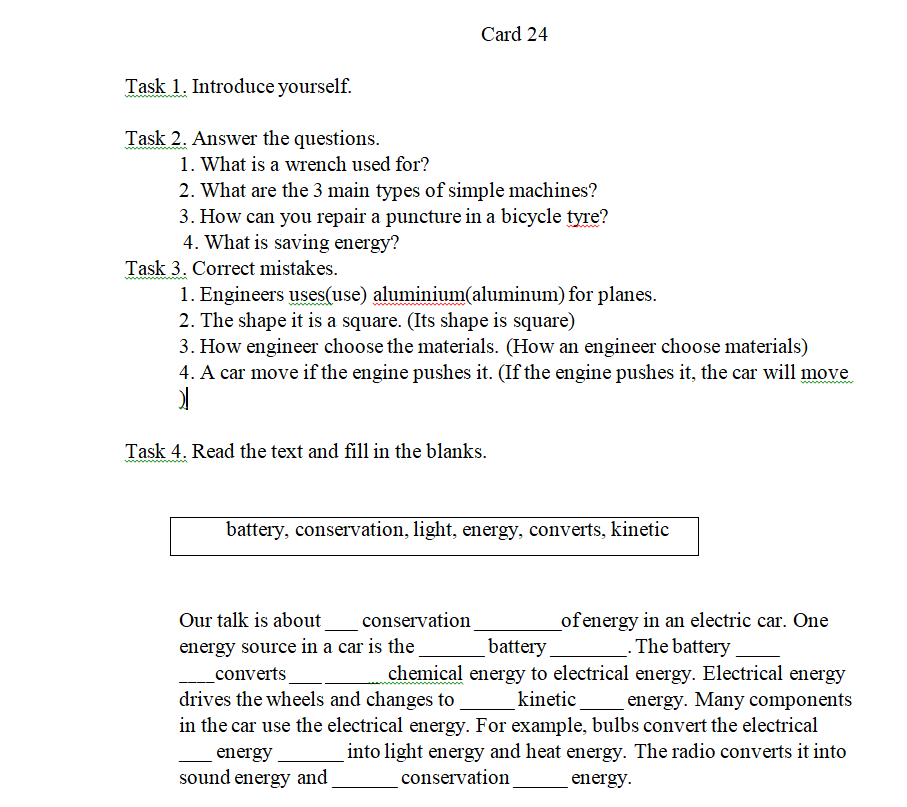 Card 24
Task 1. Introduce yourself.
Task 2. Answer the questions.
1. What is a wrench used for?
2. What are the 3 main types of simple machines?
3. How can you repair a puncture in a bicycle tyre?
4. What is saving energy?
Task 3. Correct mistakes.
1. Engineers uses(use) aluminium(aluminum) for planes.
2. The shape it is a square. (Its shape is square)
3. How engineer choose the materials. (How an engineer choose materials)
4. A car move if the engine pushes it. (If the engine pushes it, the car will move
)
Task 4. Read the text and fill in the blanks.
battery, conservation, light, energy, converts, kinetic
Our talk is about ___ conservation ________of energy in an electric car. One
energy source in a car is the ______ battery _______. The battery ____
___converts___ _____chemical energy to electrical energy. Electrical energy
drives the wheels and changes to _____ kinetic ____ energy. Many components
in the car use the electrical energy. For example, bulbs convert the electrical
___ energy ______ into light energy and heat energy. The radio converts it into
sound energy and ______ conservation _____ energy.